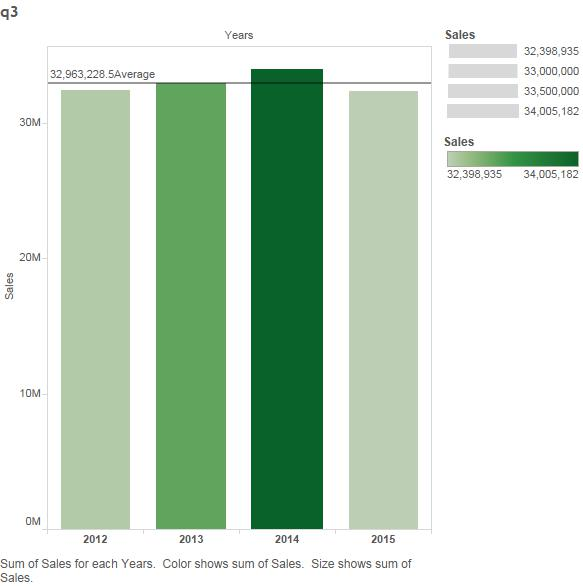 q3
Years
32,963,228.5Average
30M
20M
10M
0M
Sales
2012 2013 2014 2015
Sales
32,398,935
33,000,000
33,500,000
34,005,182
Sales
32,398,935 34,005,182
Sum of Sales for each Years.  Color shows sum of Sales.  Size shows sum of
Sales.